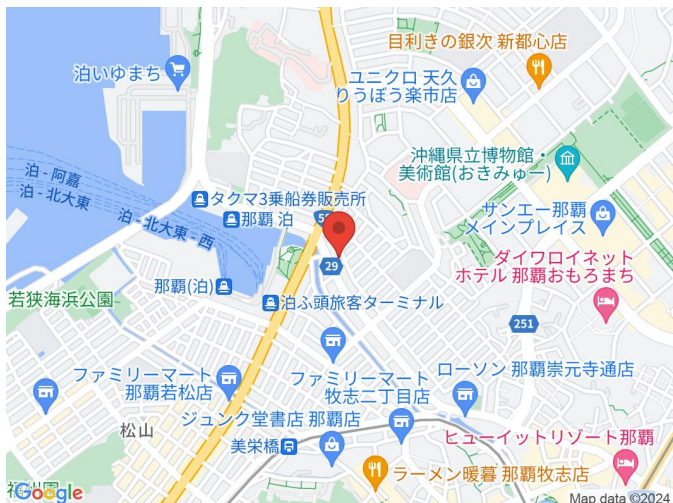 目利きの銀次 新都心店
泊いゆまち
ユニクロ 天久
りうぼう楽市店
沖縄県立博物館・
美術館(おきみゅー)
泊 - 阿嘉
泊 - 北大東
泊 - 北大東 - 西
タクマ3乗船券販売所
那覇 泊
サンエー那覇
メインプレイス
29
ダイワロイネット
ホテル 那覇おもろまち
那覇(泊)
若狭海浜公園
泊ふ頭旅客ターミナル
251
ファミリーマート
那覇若松店
ファミリーマート
牧志二丁目店
ローソン 那覇崇元寺通店
ジュンク堂書店 那覇店
松山
美栄橋
ヒューイットリゾート那覇
ラーメン暖暮 那覇牧志店
Google
Map data ©2024